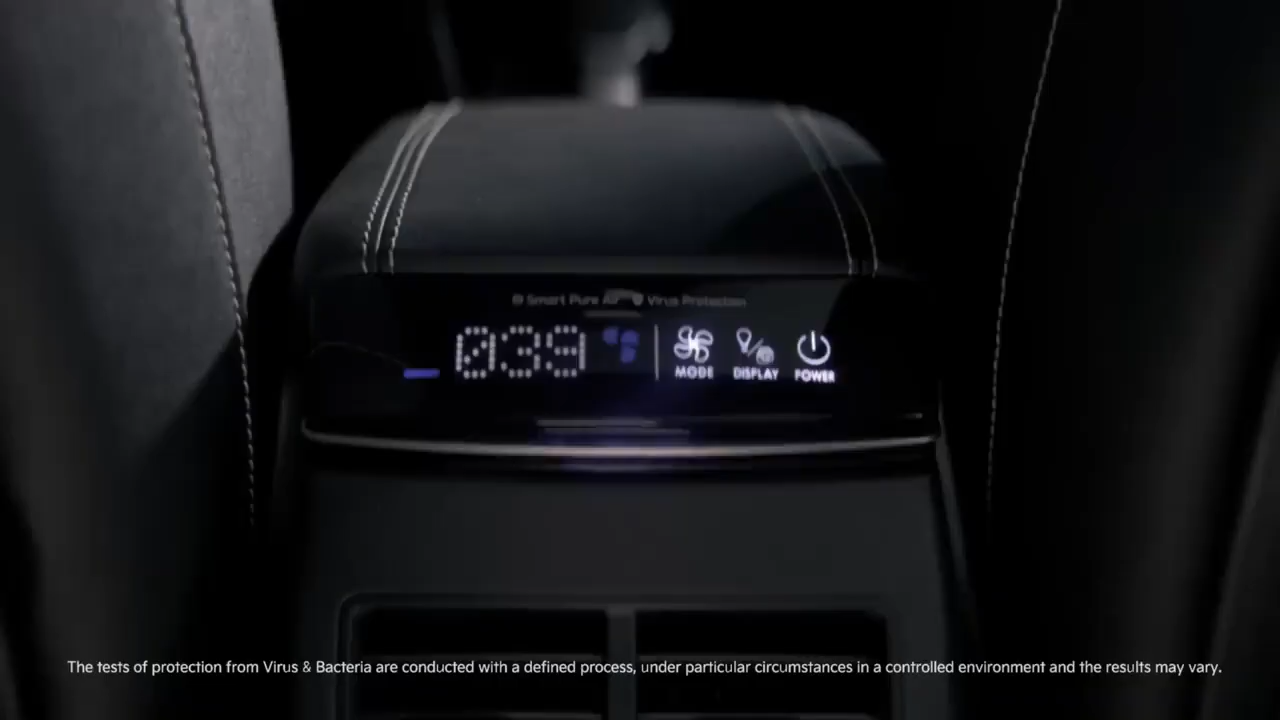 Smart Pure Air Virus Protection
039
MODE DISPLAY POWER
The tests of protection from Virus & Bacteria are conducted with a defined process, under particular circumstances in a controlled environment and the results may vary.